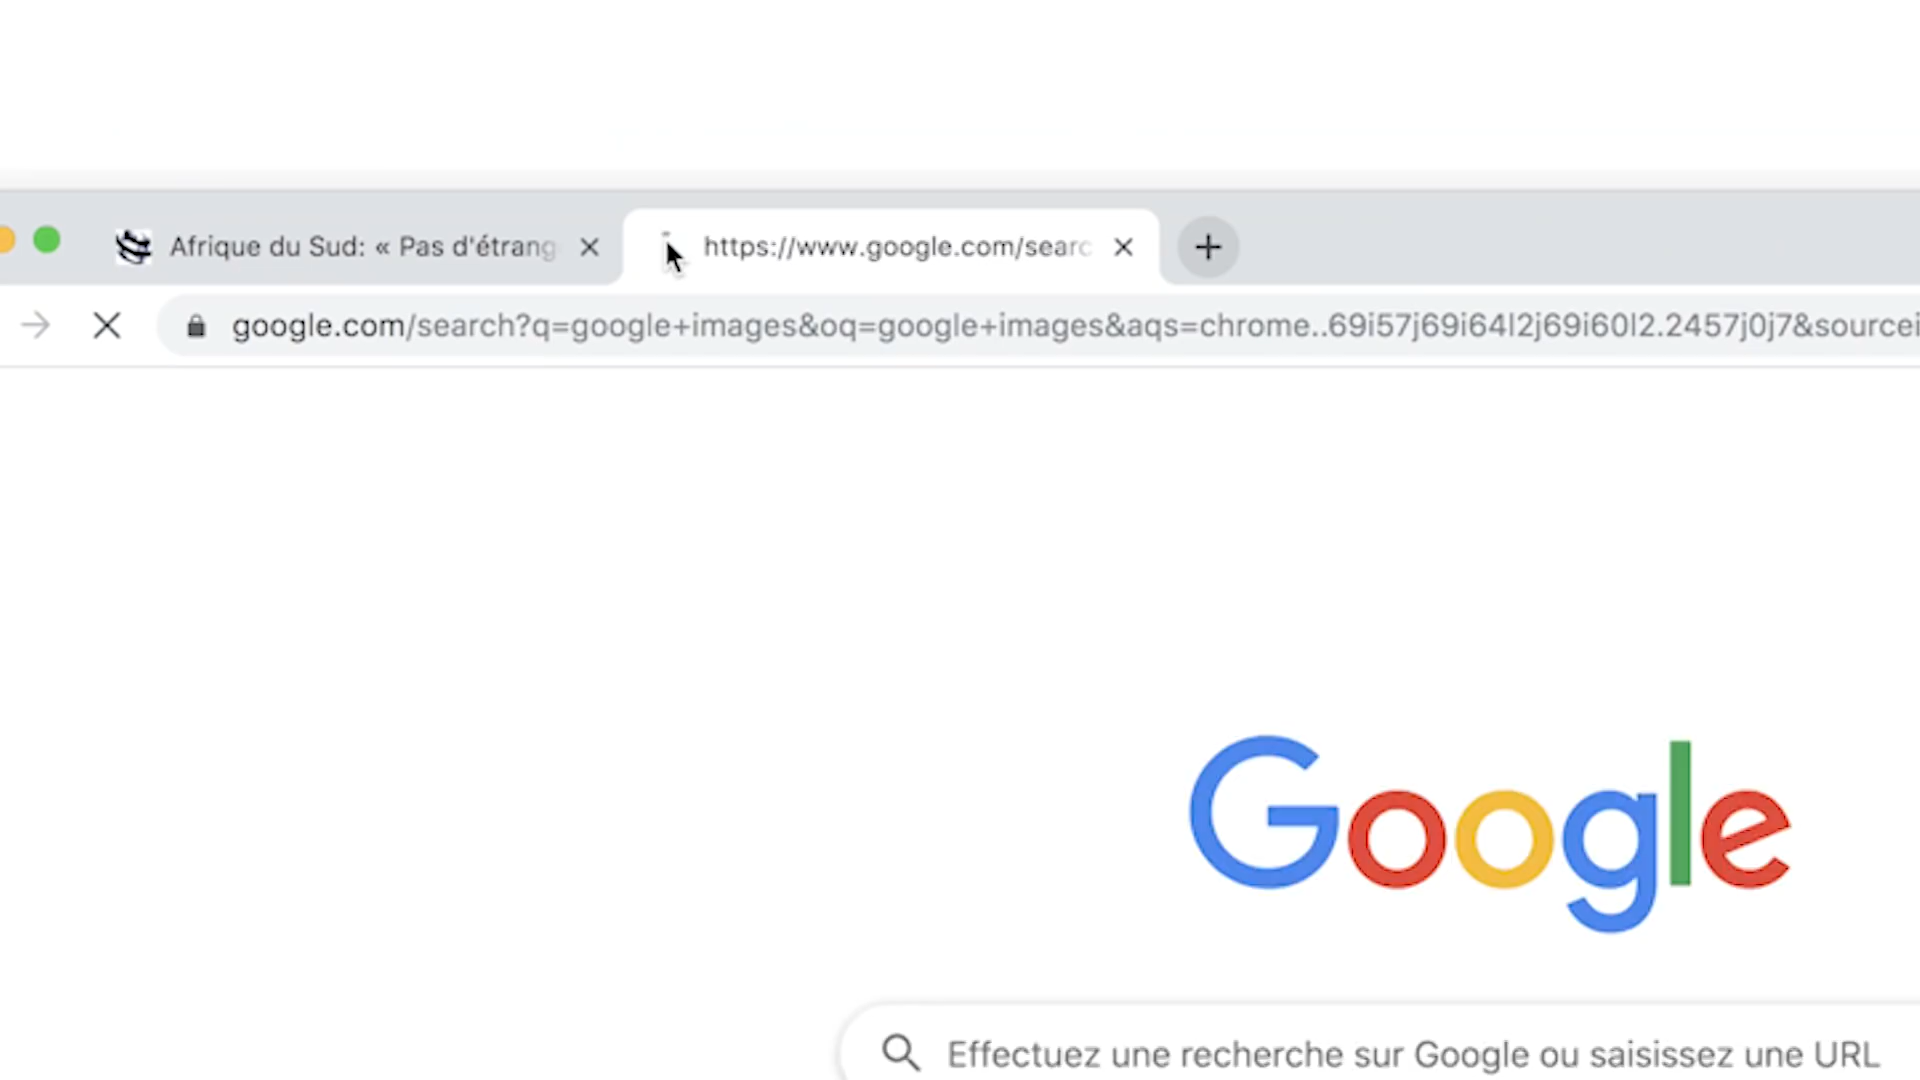 Afrique du Sud: « Pas d'étrang
https://www.google.com/searc
google.com/search?q=google+images&oq=google+images&aqs=chrome..69i57j69i64l2j69i60l2.2457j0j7&sourcei
Google
Effectuez une recherche sur Google ou saisissez une URL